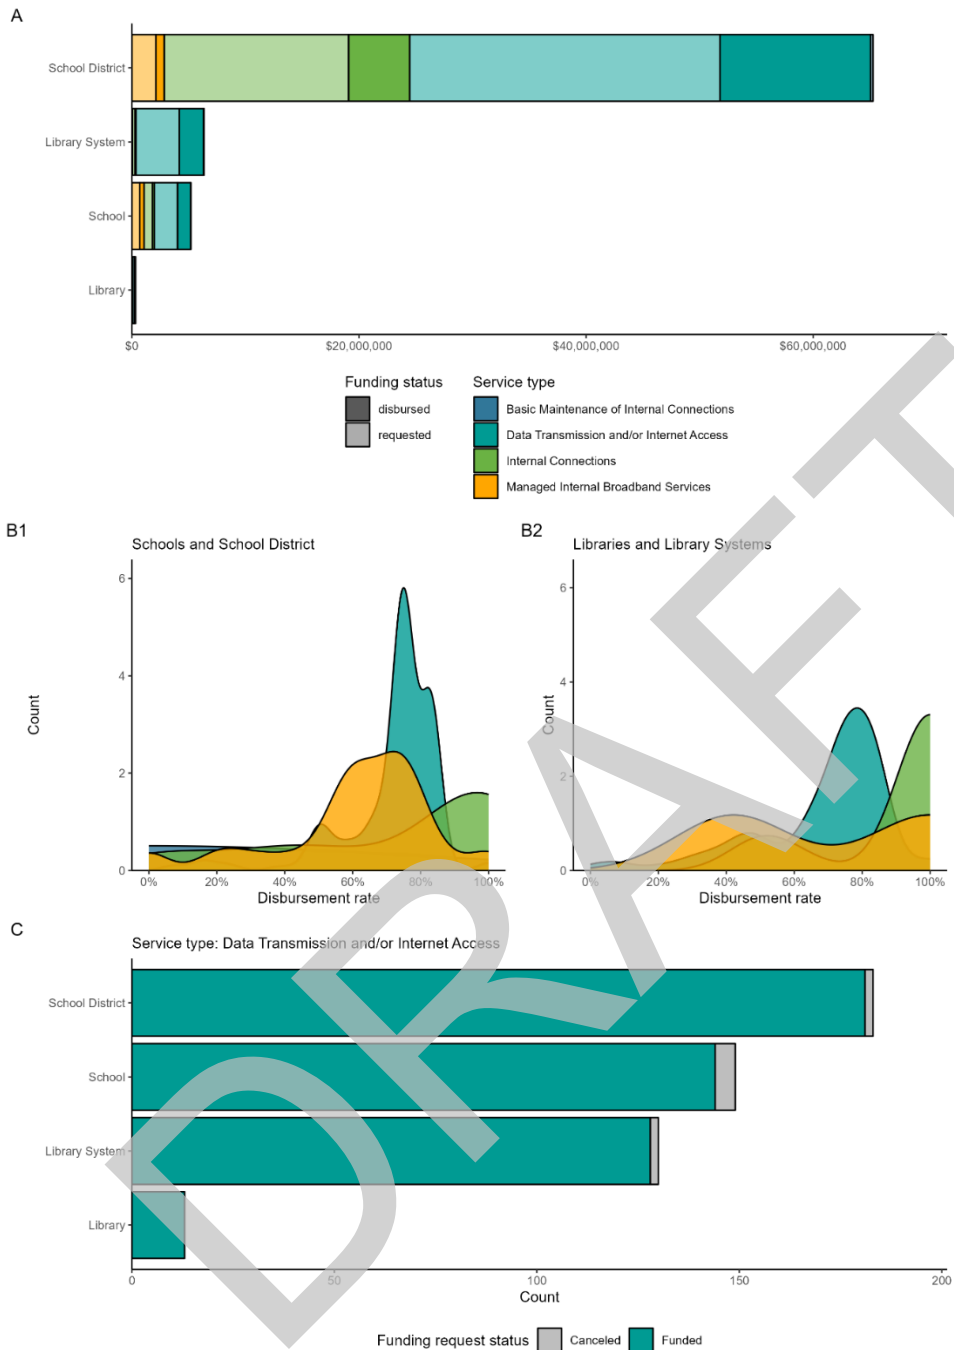 A
School District
Library System
School
Library
$0 $20,000,000 $40,000,000 $60,000,000
Funding status
disbursed
requested
Service type
Basic Maintenance of Internal Connections
Data Transmission and/or Internet Access
Internal Connections
Managed Internal Broadband Services
B1
Schools and School District
Count
6
4
2
0
0% 20% 40% 60% 80% 100%
Disbursement rate
B2
Libraries and Library Systems
Count
6
4
2
0
0% 20% 40% 60% 80% 100%
Disbursement rate
C
Service type: Data Transmission and/or Internet Access
School District
School
Library System
Library
0 50 100 150 200
Count
Funding request status Canceled Funded
DRAFT